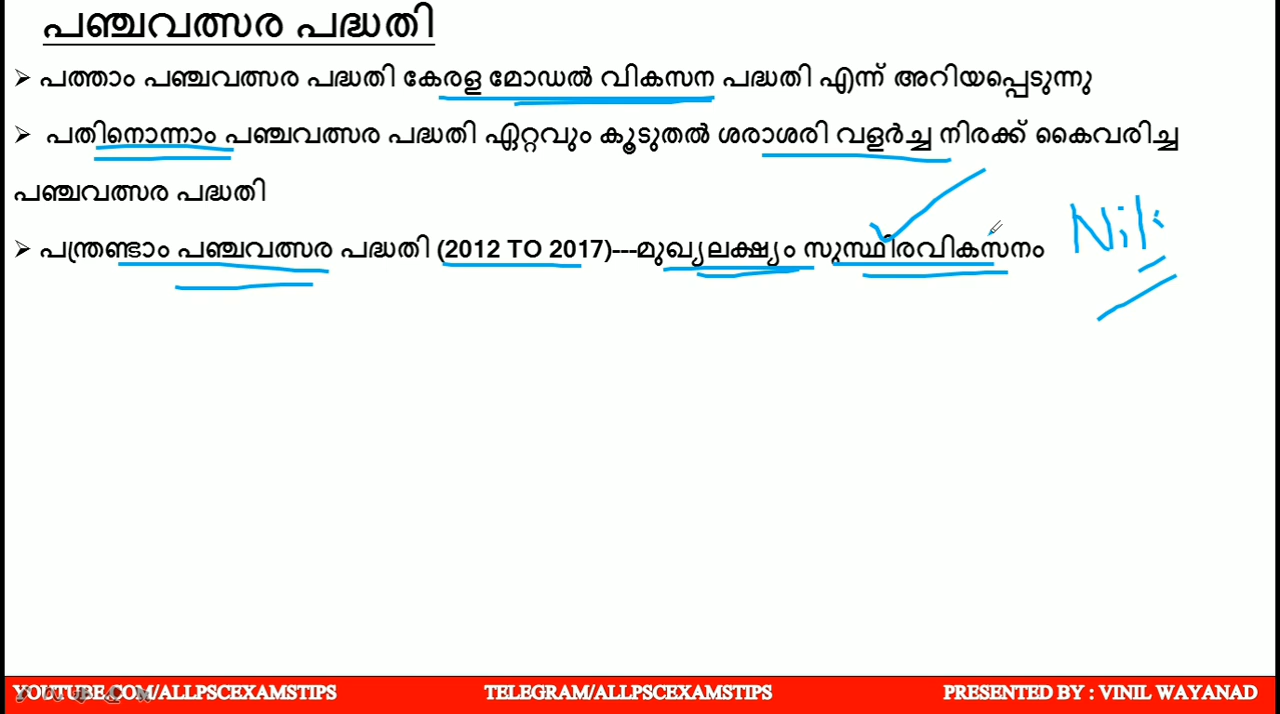 പഞ്ചവത്സര പദ്ധതി
➢ പത്താം പഞ്ചവത്സര പദ്ധതി കേരള മോഡൽ വികസന പദ്ധതി എന്ന് അറിയപ്പെടുന്നു
➢ പതിനൊന്നാം പഞ്ചവത്സര പദ്ധതി ഏറ്റവും കൂടുതൽ ശരാശരി വളർച്ച നിരക്ക് കൈവരിച്ച
പഞ്ചവത്സര പദ്ധതി
➢ പന്ത്രണ്ടാം പഞ്ചവത്സര പദ്ധതി (2012 TO 2017)---മുഖ്യലക്ഷ്യം സുസ്ഥിരവികസനം
YOUTUBE.COM/ALLPSCEXAMSTIPS TELEGRAM/ALLPSCEXAMSTIPS PRESENTED BY : VINIL WAYANAD